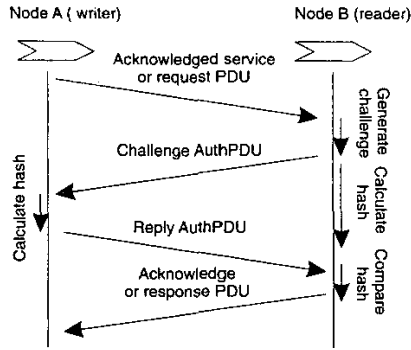 Node A ( writer)
Node B (reader)
Acknowledged service
or request PDU
Generate
challenge
Challenge AuthPDU
Calculate hash
Calculate
hash
Reply AuthPDU
Compare
hash
Acknowledge
or response PDU